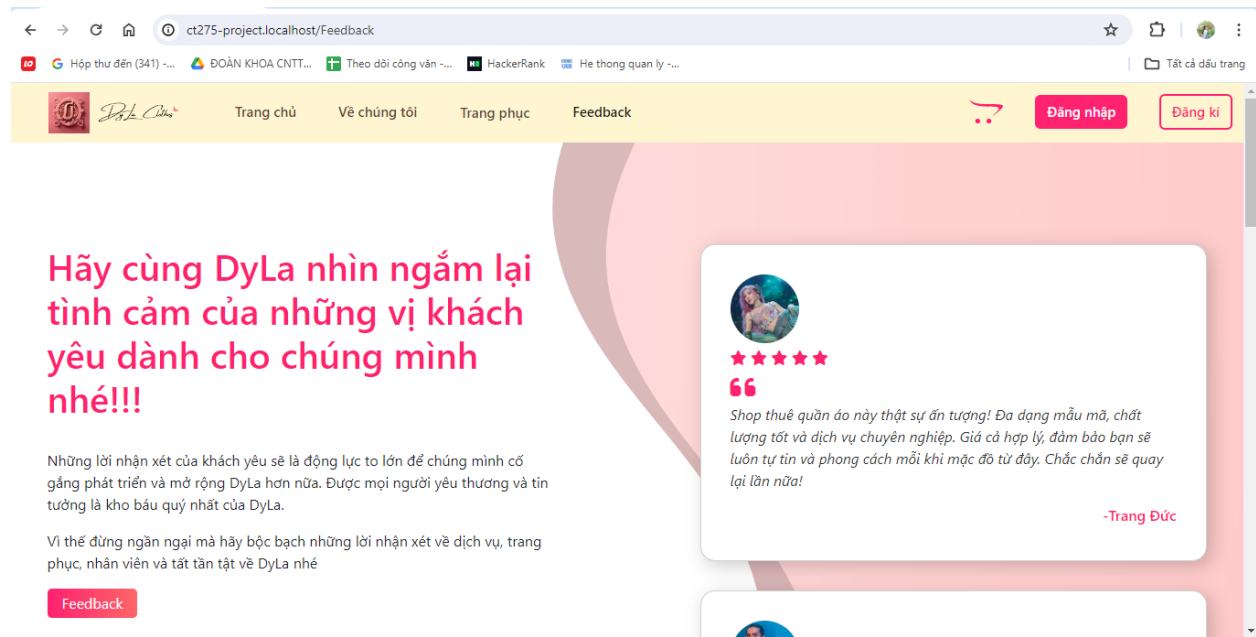 ct275-project.localhost/Feedback
Hộp thư đến (341) -...
ĐOÀN KHOA CNTT...
Theo dõi công văn -...
HackerRank
He thong quan ly -...
Tất cả dấu trang
DyLa Clothes
Trang chủ
Về chúng tôi
Trang phục
Feedback
Đăng nhập
Đăng kí
Hãy cùng DyLa nhìn ngắm lại
tình cảm của những vị khách
yêu dành cho chúng mình
nhé!!!
Những lời nhận xét của khách yêu sẽ là động lực to lớn để chúng mình cố
gắng phát triển và mở rộng DyLa hơn nữa. Được mọi người yêu thương và tin
tưởng là kho báu quý nhất của DyLa.
Vì thế đừng ngần ngại mà hãy bộc bạch những lời nhận xét về dịch vụ, trang
phục, nhân viên và tất tần tật về DyLa nhé
Feedback
Shop thuê quần áo này thật sự ấn tượng! Đa dạng mẫu mã, chất
lượng tốt và dịch vụ chuyên nghiệp. Giá cả hợp lý, đảm bảo bạn sẽ
luôn tự tin và phong cách mỗi khi mặc đồ từ đây. Chắc chắn sẽ quay
lại lần nữa!
-Trang Đức